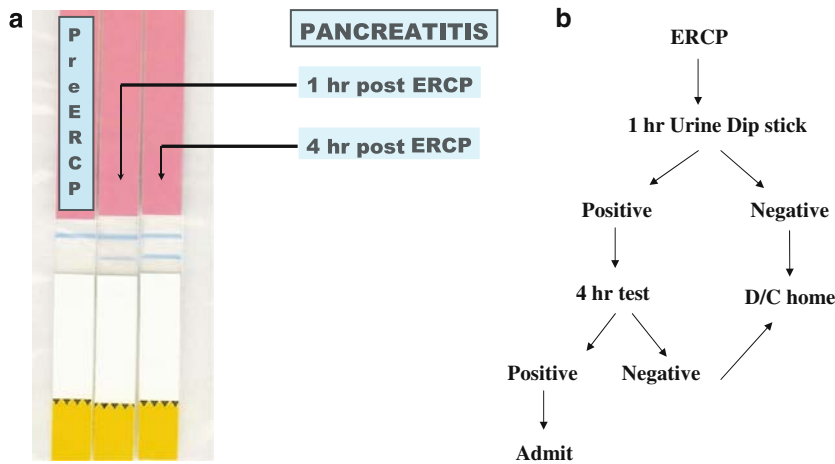 a
PreERCP
PANCREATITIS
1 hr post ERCP
4 hr post ERCP
b
ERCP
1 hr Urine Dip stick
Positive Negative
4 hr test D/C home
Positive Negative
Admit